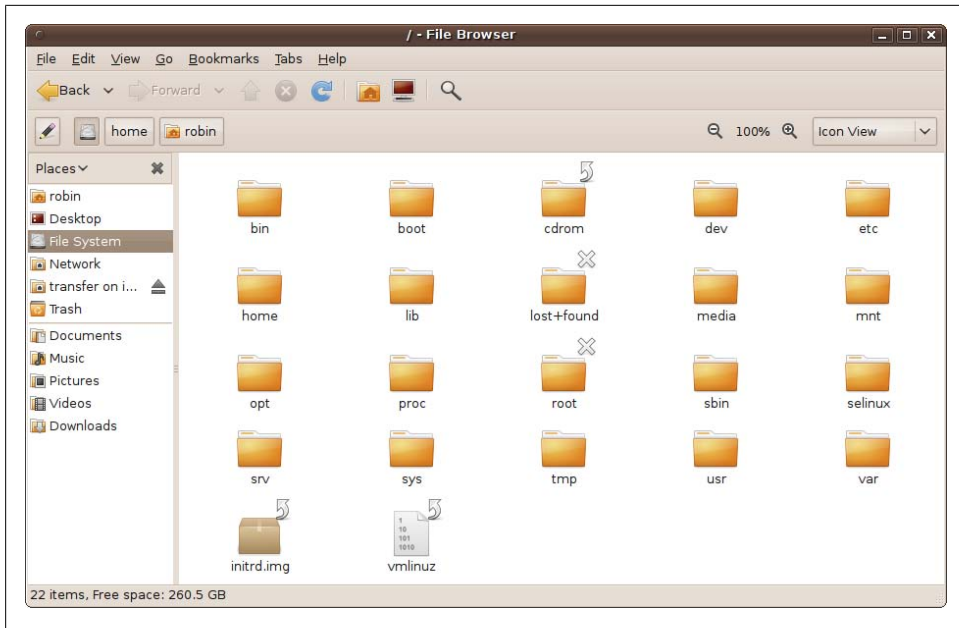 / - File Browser
File Edit View Go Bookmarks Tabs Help
Back Forward
home robin 100% Icon View
Places
robin
Desktop
File System
Network
transfer on i...
Trash
Documents
Music
Pictures
Videos
Downloads
bin boot cdrom dev etc
home lib lost+found media mnt
opt proc root sbin selinux
srv sys tmp usr var
1
10
101
1010
initrd.img vmlinuz
22 items, Free space: 260.5 GB